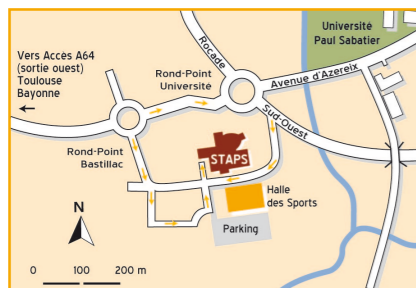 Université
Paul Sabatier
Vers Accès A64
(sortie ouest)
Toulouse
Bayonne
Rocade
Rond-Point
Université
Avenue d'Azereix
Sud-Ouest
Rond-Point
Bastillac
STAPS
Halle
des Sports
Parking
N
0 100 200 m